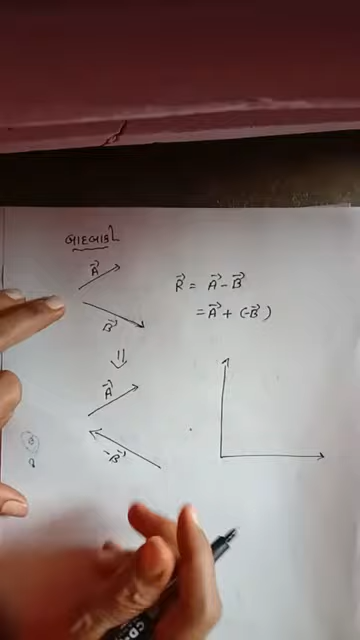 બાદબાકી
A⃗
R⃗ = A⃗ - B⃗
= A⃗ + (-B⃗)
B⃗
A⃗
-B⃗